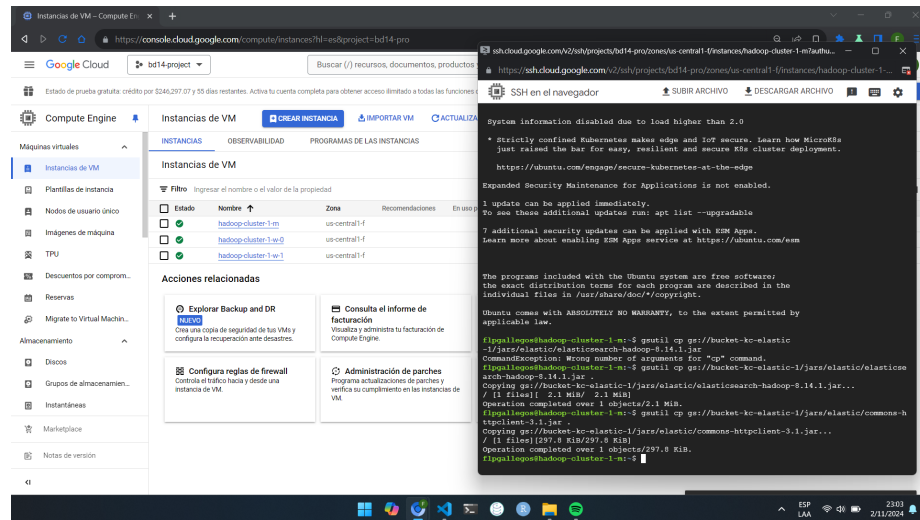 Instancias de VM – Compute En
https://console.cloud.google.com/compute/instances?hl=es&project=bd14-pro
Google Cloud
bd14-project
Buscar (/) recursos, documentos, productos
Estado de prueba gratuita: crédito por $246,297.07 y 55 días restantes. Activa tu cuenta completa para obtener acceso ilimitado a todas las funciones
Compute Engine
Instancias de VM
CREAR INSTANCIA
IMPORTAR VM
ACTUALIZA
Máquinas virtuales
INSTANCIAS
OBSERVABILIDAD
PROGRAMAS DE LAS INSTANCIAS
Instancias de VM
Instancias de VM
Plantillas de instancia
Filtro Ingresar el nombre o el valor de la propiedad
Nodos de usuario único
Estado Nombre Zona Recomendaciones En uso p
Imágenes de máquina
hadoop-cluster-1-m us-central1-f
hadoop-cluster-1-w-0 us-central1-f
TPU
hadoop-cluster-1-w-1 us-central1-f
Descuentos por comprom...
Acciones relacionadas
Reservas
Migrate to Virtual Machin...
Almacenamiento
Discos
Grupos de almacenamien...
Instantáneas
Marketplace
Notas de versión
Explorar Backup and DR
NUEVO
Crea una copia de seguridad de tus VMs y
configura la recuperación ante desastres.
Consulta el informe de
facturación
Visualiza y administra tu facturación de
Compute Engine.
Configura reglas de firewall
Controla el tráfico hacia y desde una
instancia de VM.
Administración de parches
Programa actualizaciones de parches y
verifica su cumplimiento en las instancias de
VM.
ssh.cloud.google.com/v2/ssh/projects/bd14-pro/zones/us-central1-f/instances/hadoop-cluster-1-m?authu...
https://ssh.cloud.google.com/v2/ssh/projects/bd14-pro/zones/us-central1-f/instances/hadoop-cluster-1-...
SSH en el navegador
SUBIR ARCHIVO
DESCARGAR ARCHIVO
System information disabled due to load higher than 2.0
* Strictly confined Kubernetes makes edge and IoT secure. Learn how MicroK8s
just raised the bar for easy, resilient and secure K8s cluster deployment.
https://ubuntu.com/engage/secure-kubernetes-at-the-edge
Expanded Security Maintenance for Applications is not enabled.
1 update can be applied immediately.
To see these additional updates run: apt list --upgradable
7 additional security updates can be applied with ESM Apps.
Learn more about enabling ESM Apps service at https://ubuntu.com/esm
The programs included with the Ubuntu system are free software;
the exact distribution terms for each program are described in the
individual files in /usr/share/doc/*/copyright.
Ubuntu comes with ABSOLUTELY NO WARRANTY, to the extent permitted by
applicable law.
flpgallegos@hadoop-cluster-1-m:~$ gsutil cp gs://bucket-kc-elastic
-1/jars/elastic/elasticsearch-hadoop-8.14.1.jar
CommandException: Wrong number of arguments for "cp" command.
flpgallegos@hadoop-cluster-1-m:~$ gsutil cp gs://bucket-kc-elastic-1/jars/elastic/elasticse
arch-hadoop-8.14.1.jar .
Copying gs://bucket-kc-elastic-1/jars/elastic/elasticsearch-hadoop-8.14.1.jar...
/ [1 files][ 2.1 MiB/ 2.1 MiB]
Operation completed over 1 objects/2.1 MiB.
flpgallegos@hadoop-cluster-1-m:~$ gsutil cp gs://bucket-kc-elastic-1/jars/elastic/commons-h
ttpclient-3.1.jar .
Copying gs://bucket-kc-elastic-1/jars/elastic/commons-httpclient-3.1.jar...
/ [1 files][297.8 KiB/297.8 KiB]
Operation completed over 1 objects/297.8 KiB.
flpgallegos@hadoop-cluster-1-m:~$
ESP
LAA
23:03
2/11/2024